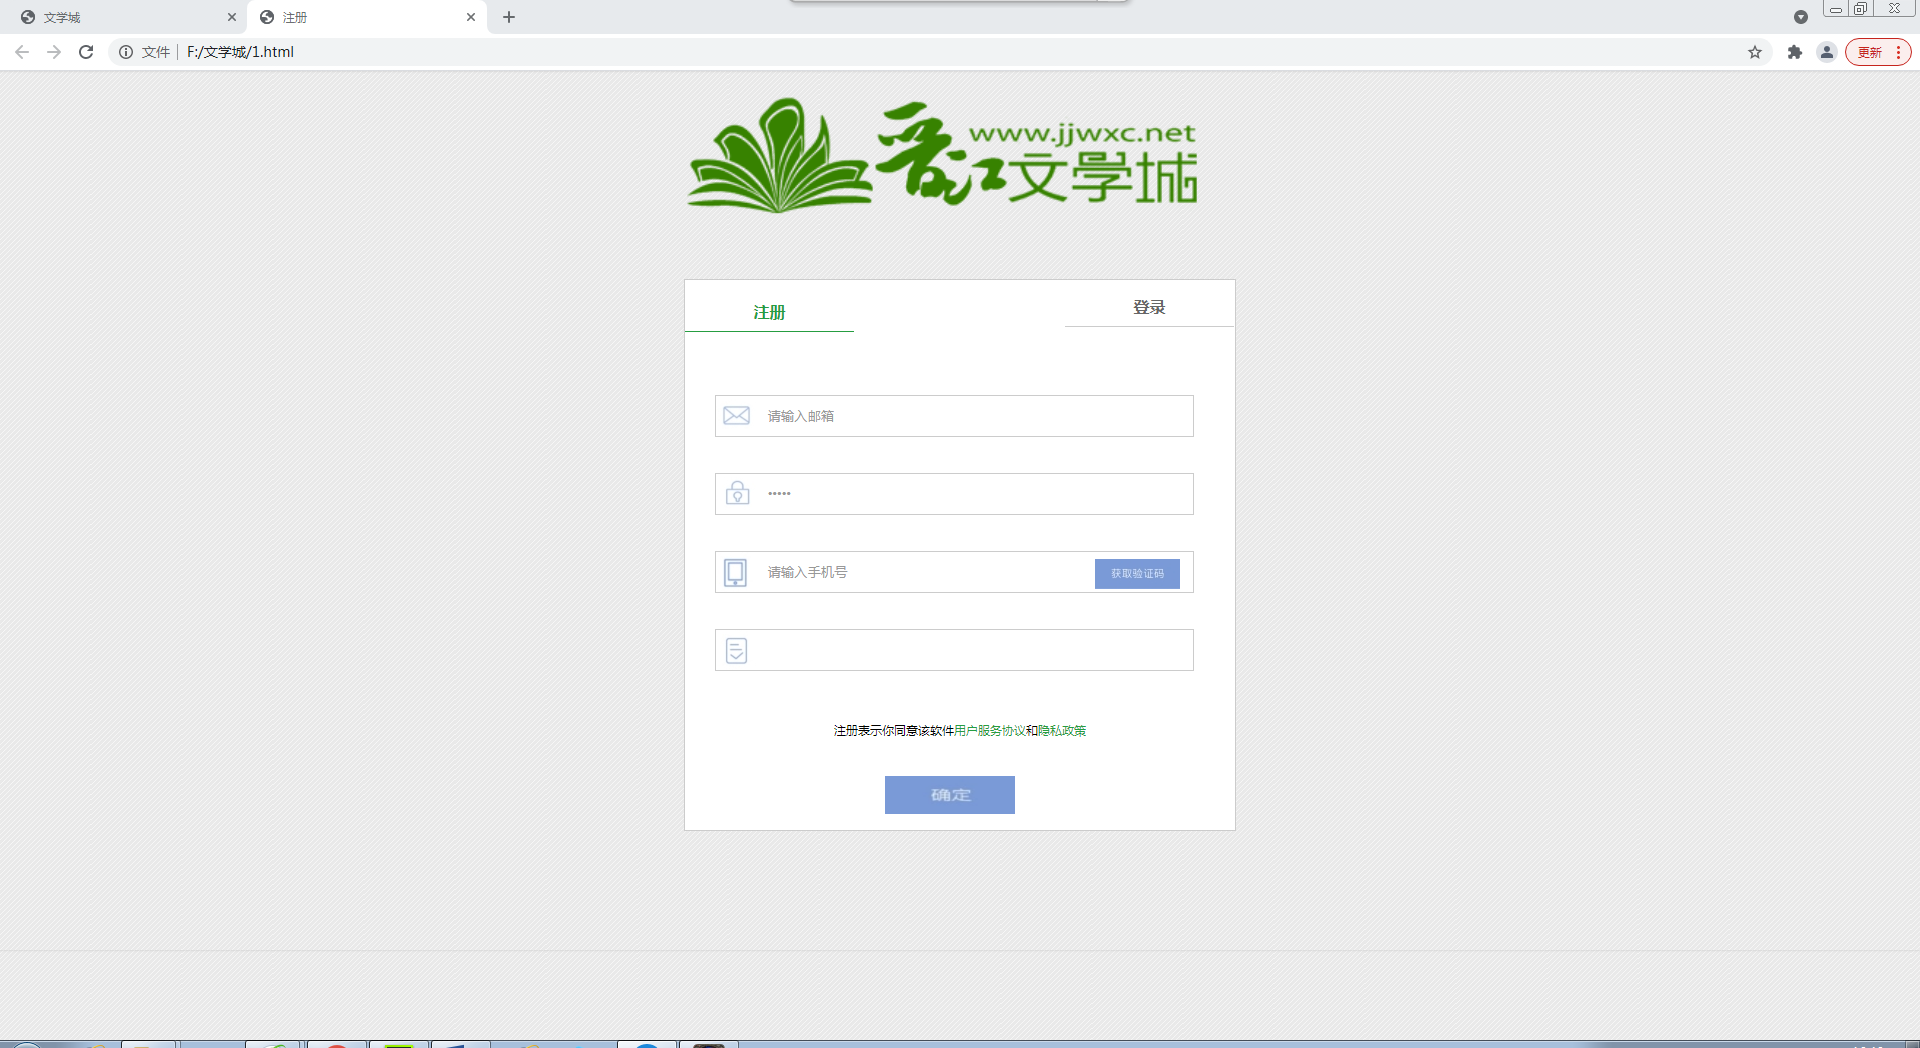 文学城
注册
文件 F:/文学城/1.html
更新
www.jjwxc.net
晋江文學城
注册
登录
请输入邮箱
•••••
请输入手机号
获取验证码
注册表示你同意该软件用户服务协议和隐私政策
确定